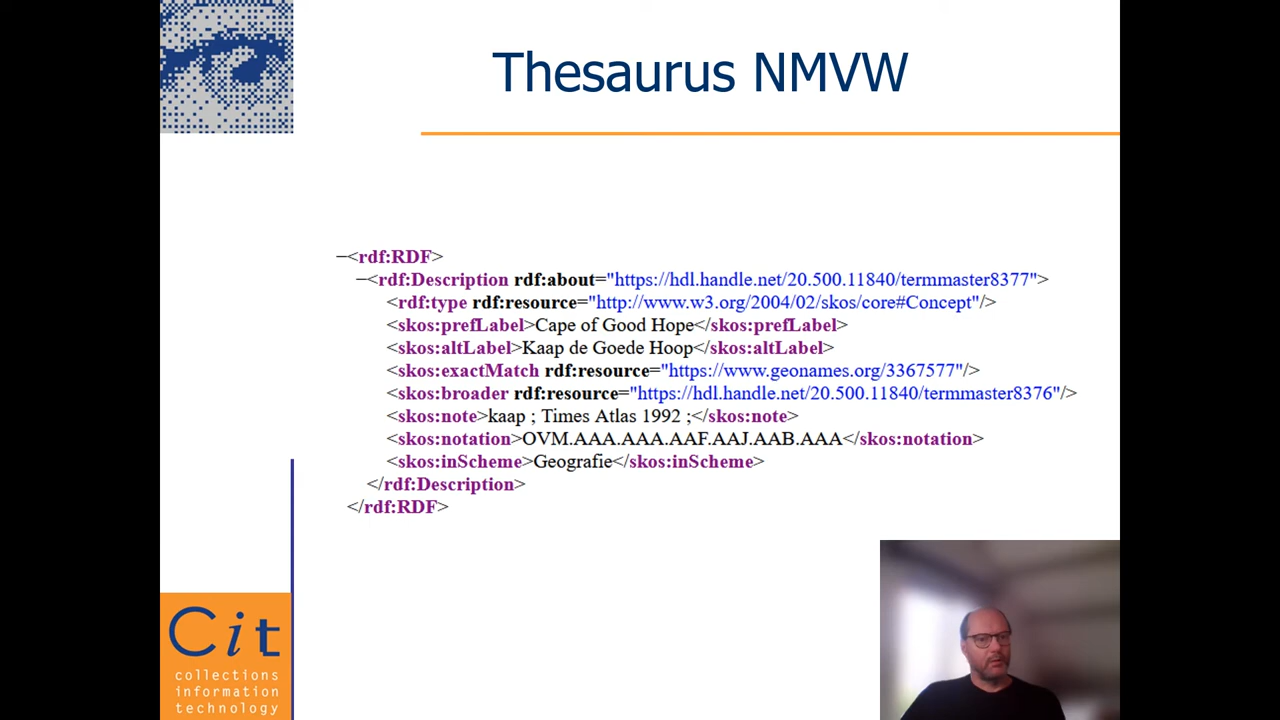 Thesaurus NMVW
−<rdf:RDF>
−<rdf:Description rdf:about="https://hdl.handle.net/20.500.11840/termmaster8377">
<rdf:type rdf:resource="http://www.w3.org/2004/02/skos/core#Concept"/>
<skos:prefLabel>Cape of Good Hope</skos:prefLabel>
<skos:altLabel>Kaap de Goede Hoop</skos:altLabel>
<skos:exactMatch rdf:resource="https://www.geonames.org/3367577"/>
<skos:broader rdf:resource="https://hdl.handle.net/20.500.11840/termmaster8376"/>
<skos:note>kaap ; Times Atlas 1992 ;</skos:note>
<skos:notation>OVM.AAA.AAA.AAF.AAJ.AAB.AAA</skos:notation>
<skos:inScheme>Geografie</skos:inScheme>
</rdf:Description>
</rdf:RDF>
Cit
collections
information
technology